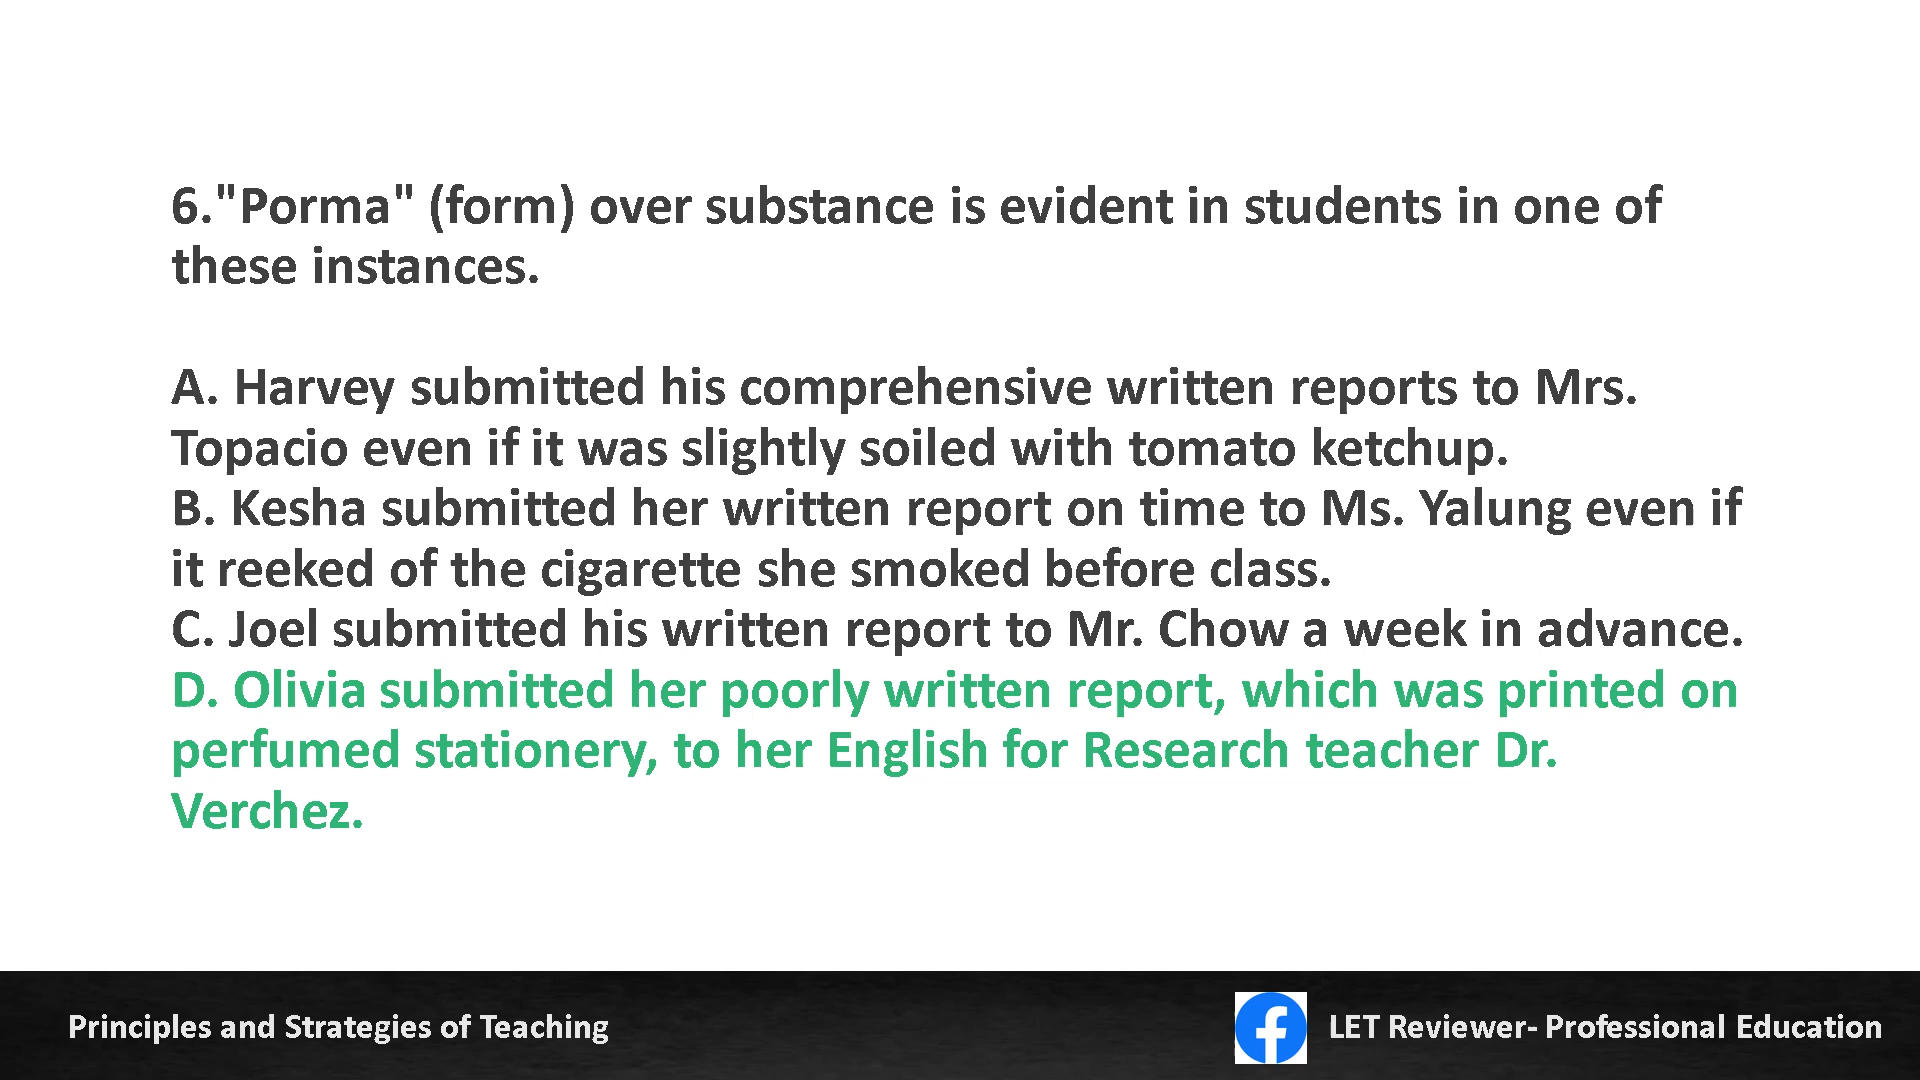 6."Porma" (form) over substance is evident in students in one of
these instances.
A. Harvey submitted his comprehensive written reports to Mrs.
Topacio even if it was slightly soiled with tomato ketchup.
B. Kesha submitted her written report on time to Ms. Yalung even if
it reeked of the cigarette she smoked before class.
C. Joel submitted his written report to Mr. Chow a week in advance.
D. Olivia submitted her poorly written report, which was printed on
perfumed stationery, to her English for Research teacher Dr.
Verchez.
Principles and Strategies of Teaching
LET Reviewer- Professional Education